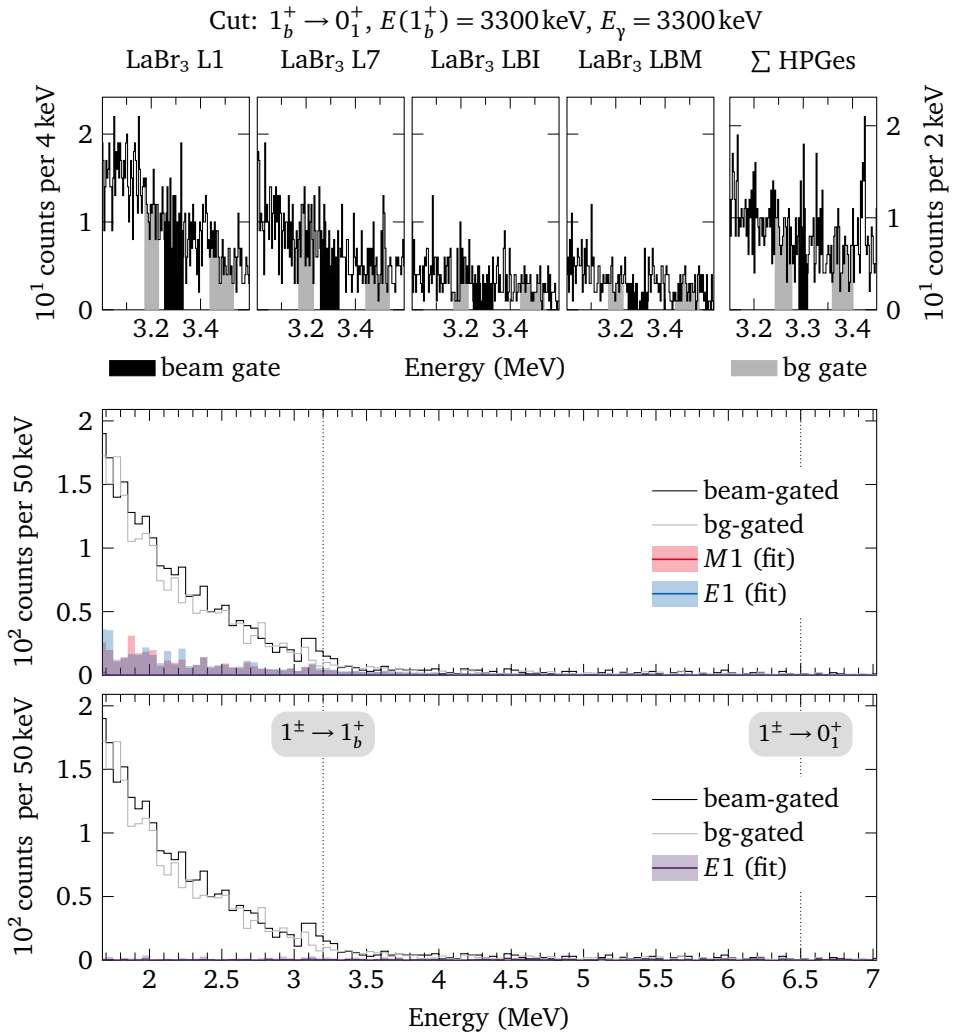 Cut: 1_b^+ → 0_1^+, E(1_b^+) = 3300 keV, E_γ = 3300 keV
LaBr₃ L1 LaBr₃ L7 LaBr₃ LBI LaBr₃ LBM ∑ HPGes
10¹ counts per 4 keV
2
1
0
2
1
0
10¹ counts per 2 keV
3.2 3.4 3.2 3.4 3.2 3.4 3.2 3.4 3.2 3.3 3.4
beam gate Energy (MeV) bg gate
10² counts per 50 keV
2
1.5
1
0.5
0
beam-gated
bg-gated
M1 (fit)
E1 (fit)
10² counts per 50 keV
2
1.5
1
0.5
0
1^± → 1_b^+ 1^± → 0_1^+
beam-gated
bg-gated
E1 (fit)
2 2.5 3 3.5 4 4.5 5 5.5 6 6.5 7
Energy (MeV)